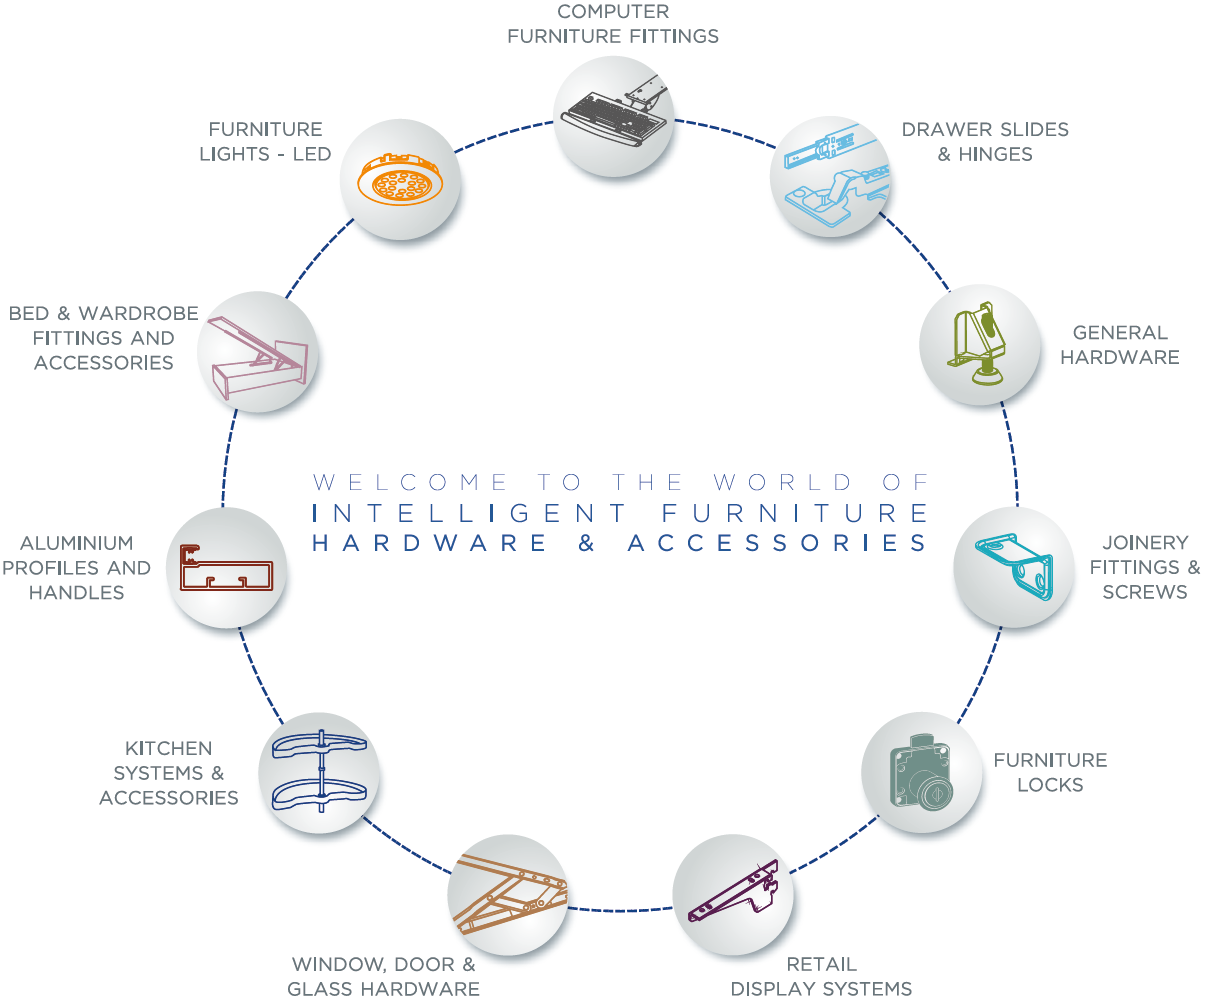 COMPUTER
FURNITURE FITTINGS
DRAWER SLIDES
& HINGES
GENERAL
HARDWARE
JOINERY
FITTINGS &
SCREWS
FURNITURE
LOCKS
RETAIL
DISPLAY SYSTEMS
WINDOW, DOOR &
GLASS HARDWARE
KITCHEN
SYSTEMS &
ACCESSORIES
ALUMINIUM
PROFILES AND
HANDLES
BED & WARDROBE
FITTINGS AND
ACCESSORIES
FURNITURE
LIGHTS - LED
WELCOME TO THE WORLD OF
INTELLIGENT FURNITURE
HARDWARE & ACCESSORIES